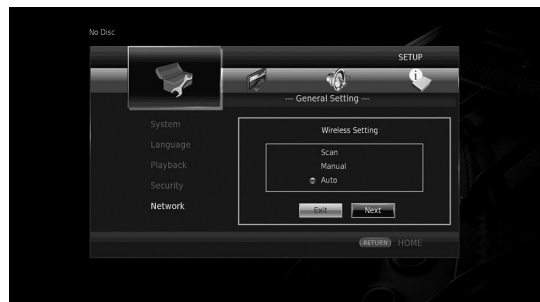 No Disc
SETUP
--- General Setting ---
System
Language
Playback
Security
Network
Wireless Setting
Scan
Manual
Auto
Exit
Next
RETURN HOME